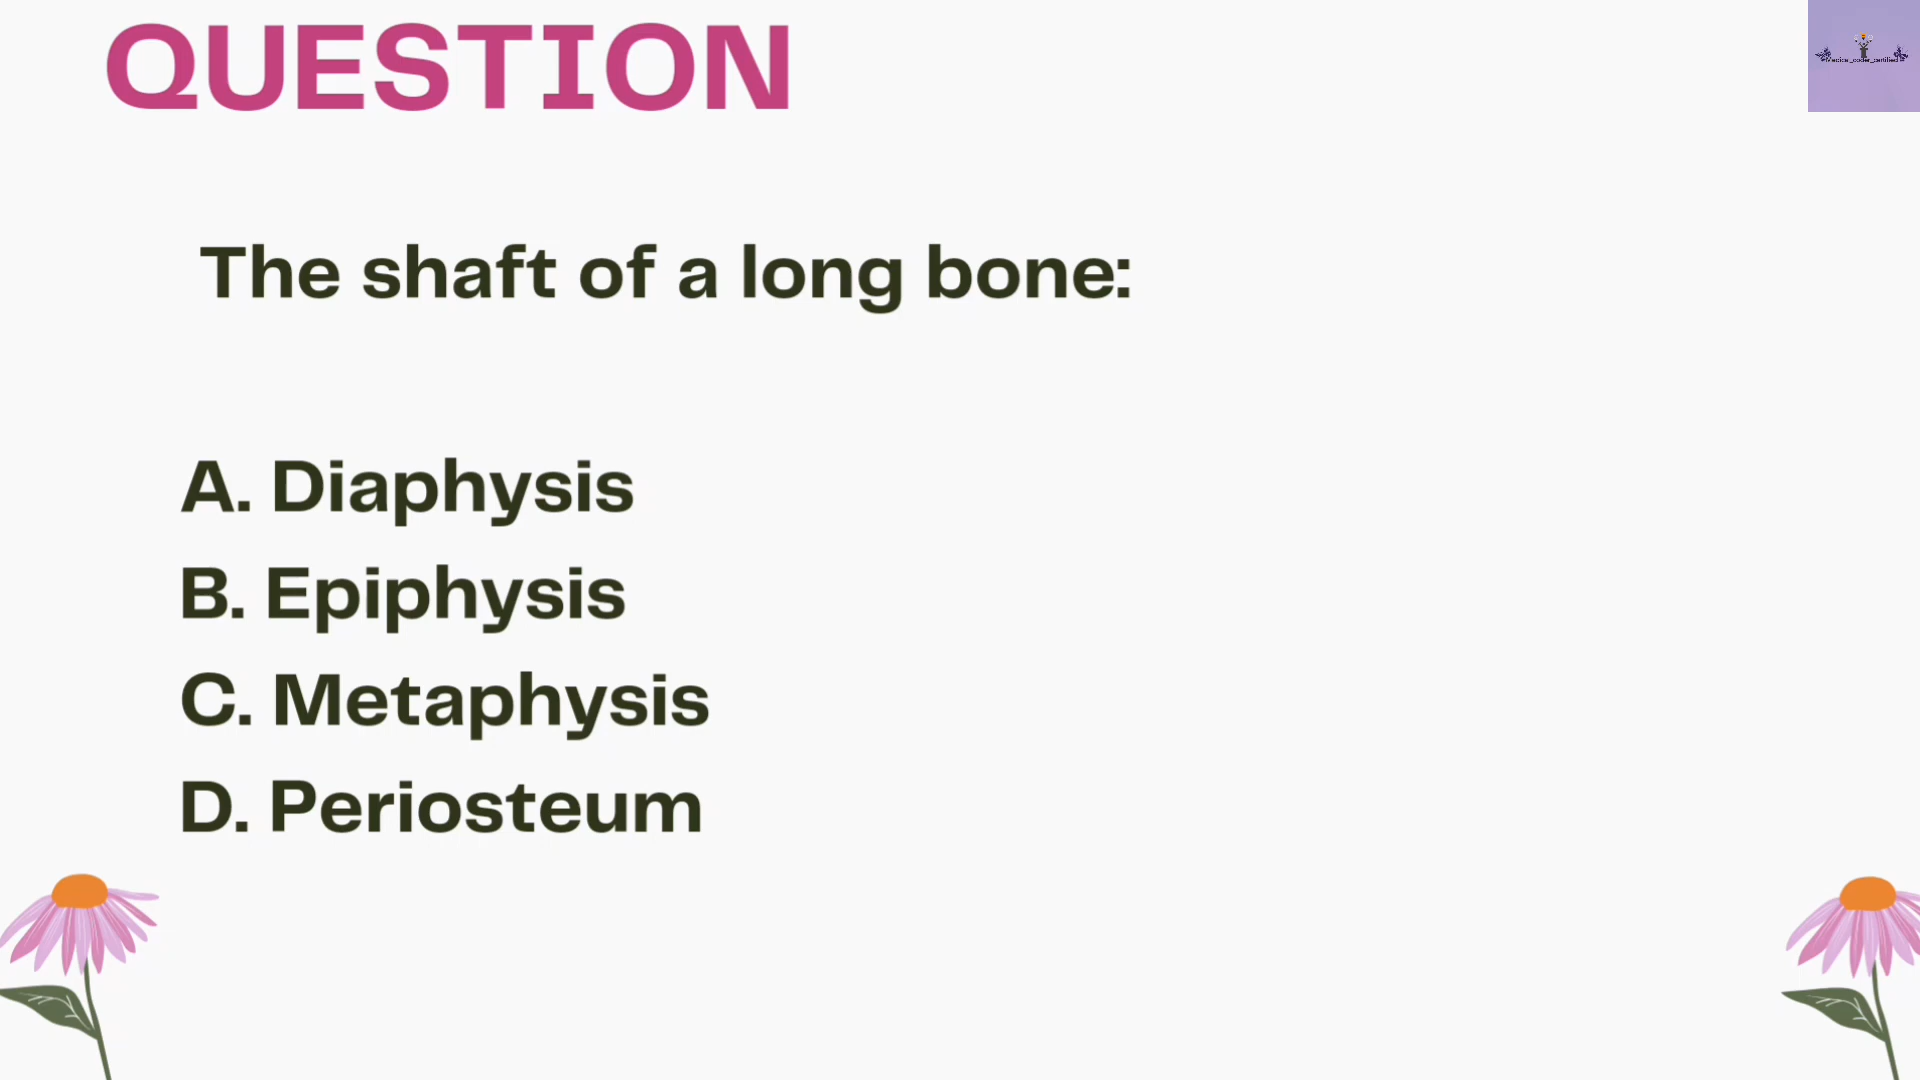 QUESTION
The shaft of a long bone:
A. Diaphysis
B. Epiphysis
C. Metaphysis
D. Periosteum